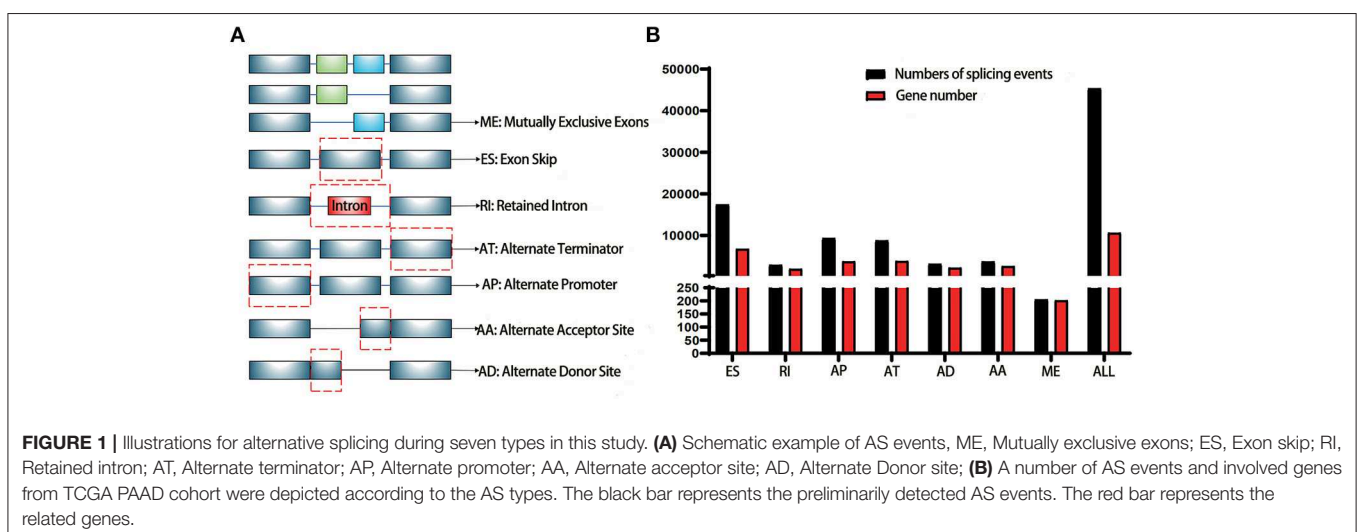 A
ME: Mutually Exclusive Exons
ES: Exon Skip
Intron
RI: Retained Intron
AT: Alternate Terminator
AP: Alternate Promoter
AA: Alternate Acceptor Site
AD: Alternate Donor Site
B
50000
40000
30000
20000
10000
250
200
150
100
50
0
Numbers of splicing events
Gene number
ES RI AP AT AD AA ME ALL
FIGURE 1 | Illustrations for alternative splicing during seven types in this study. (A) Schematic example of AS events, ME, Mutually exclusive exons; ES, Exon skip; RI,
Retained intron; AT, Alternate terminator; AP, Alternate promoter; AA, Alternate acceptor site; AD, Alternate Donor site; (B) A number of AS events and involved genes
from TCGA PAAD cohort were depicted according to the AS types. The black bar represents the preliminarily detected AS events. The red bar represents the
related genes.